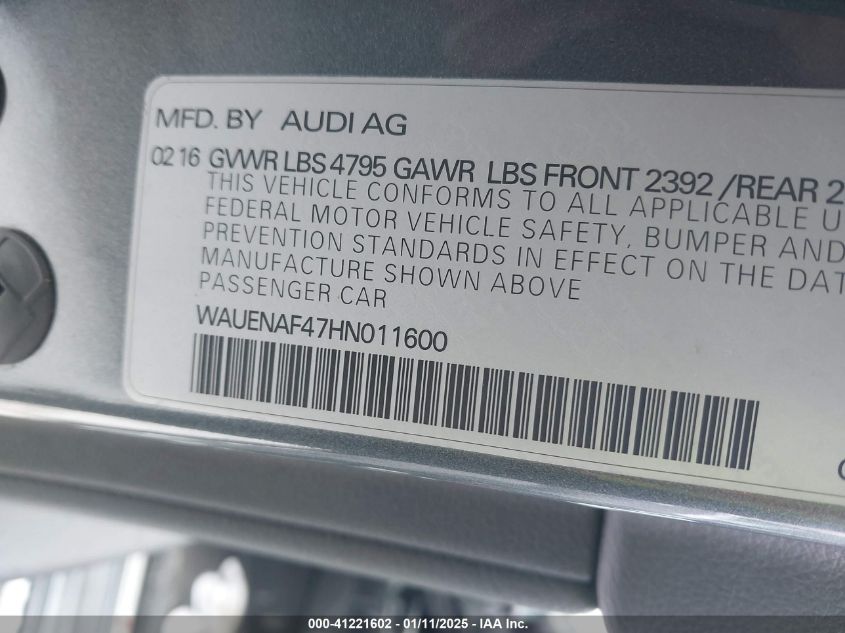 MFD. BY AUDI AG
02 16 GVWR LBS 4795 GAWR LBS FRONT 2392 /REAR 2
THIS VEHICLE CONFORMS TO ALL APPLICABLE U
FEDERAL MOTOR VEHICLE SAFETY, BUMPER AND
PREVENTION STANDARDS IN EFFECT ON THE DAT
MANUFACTURE SHOWN ABOVE
PASSENGER CAR
WAUENAF47HN011600
000-41221602 - 01/11/2025 - IAA Inc.